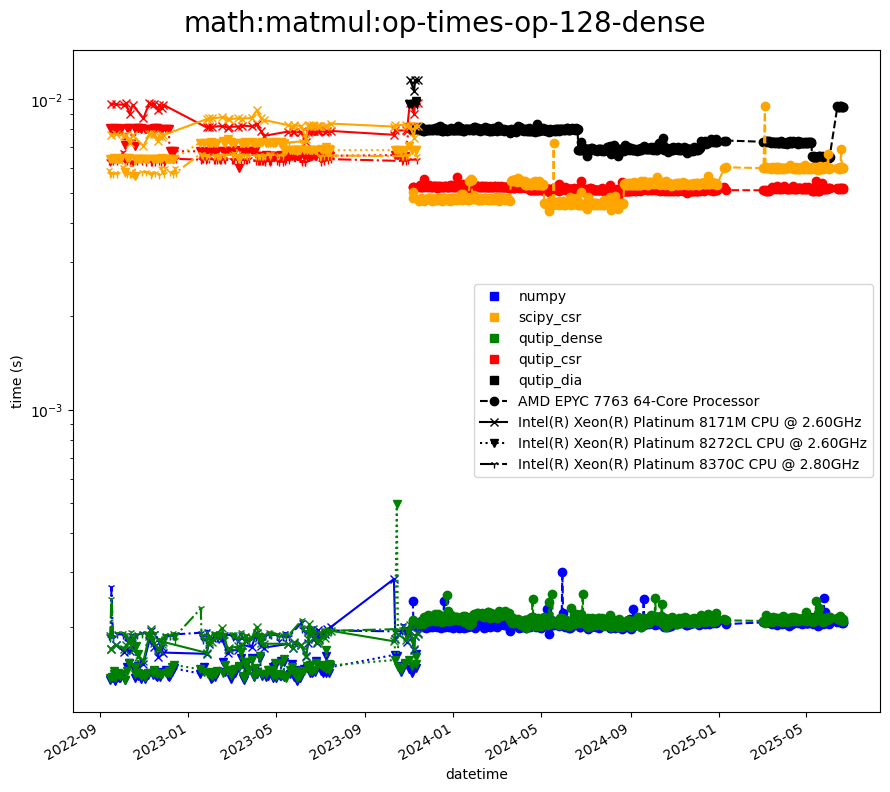 math:matmul:op-times-op-128-dense
time (s)
10⁻²
10⁻³
numpy
scipy_csr
qutip_dense
qutip_csr
qutip_dia
AMD EPYC 7763 64-Core Processor
Intel(R) Xeon(R) Platinum 8171M CPU @ 2.60GHz
Intel(R) Xeon(R) Platinum 8272CL CPU @ 2.60GHz
Intel(R) Xeon(R) Platinum 8370C CPU @ 2.80GHz
2022-09
2023-01
2023-05
2023-09
2024-01
2024-05
2024-09
2025-01
2025-05
datetime